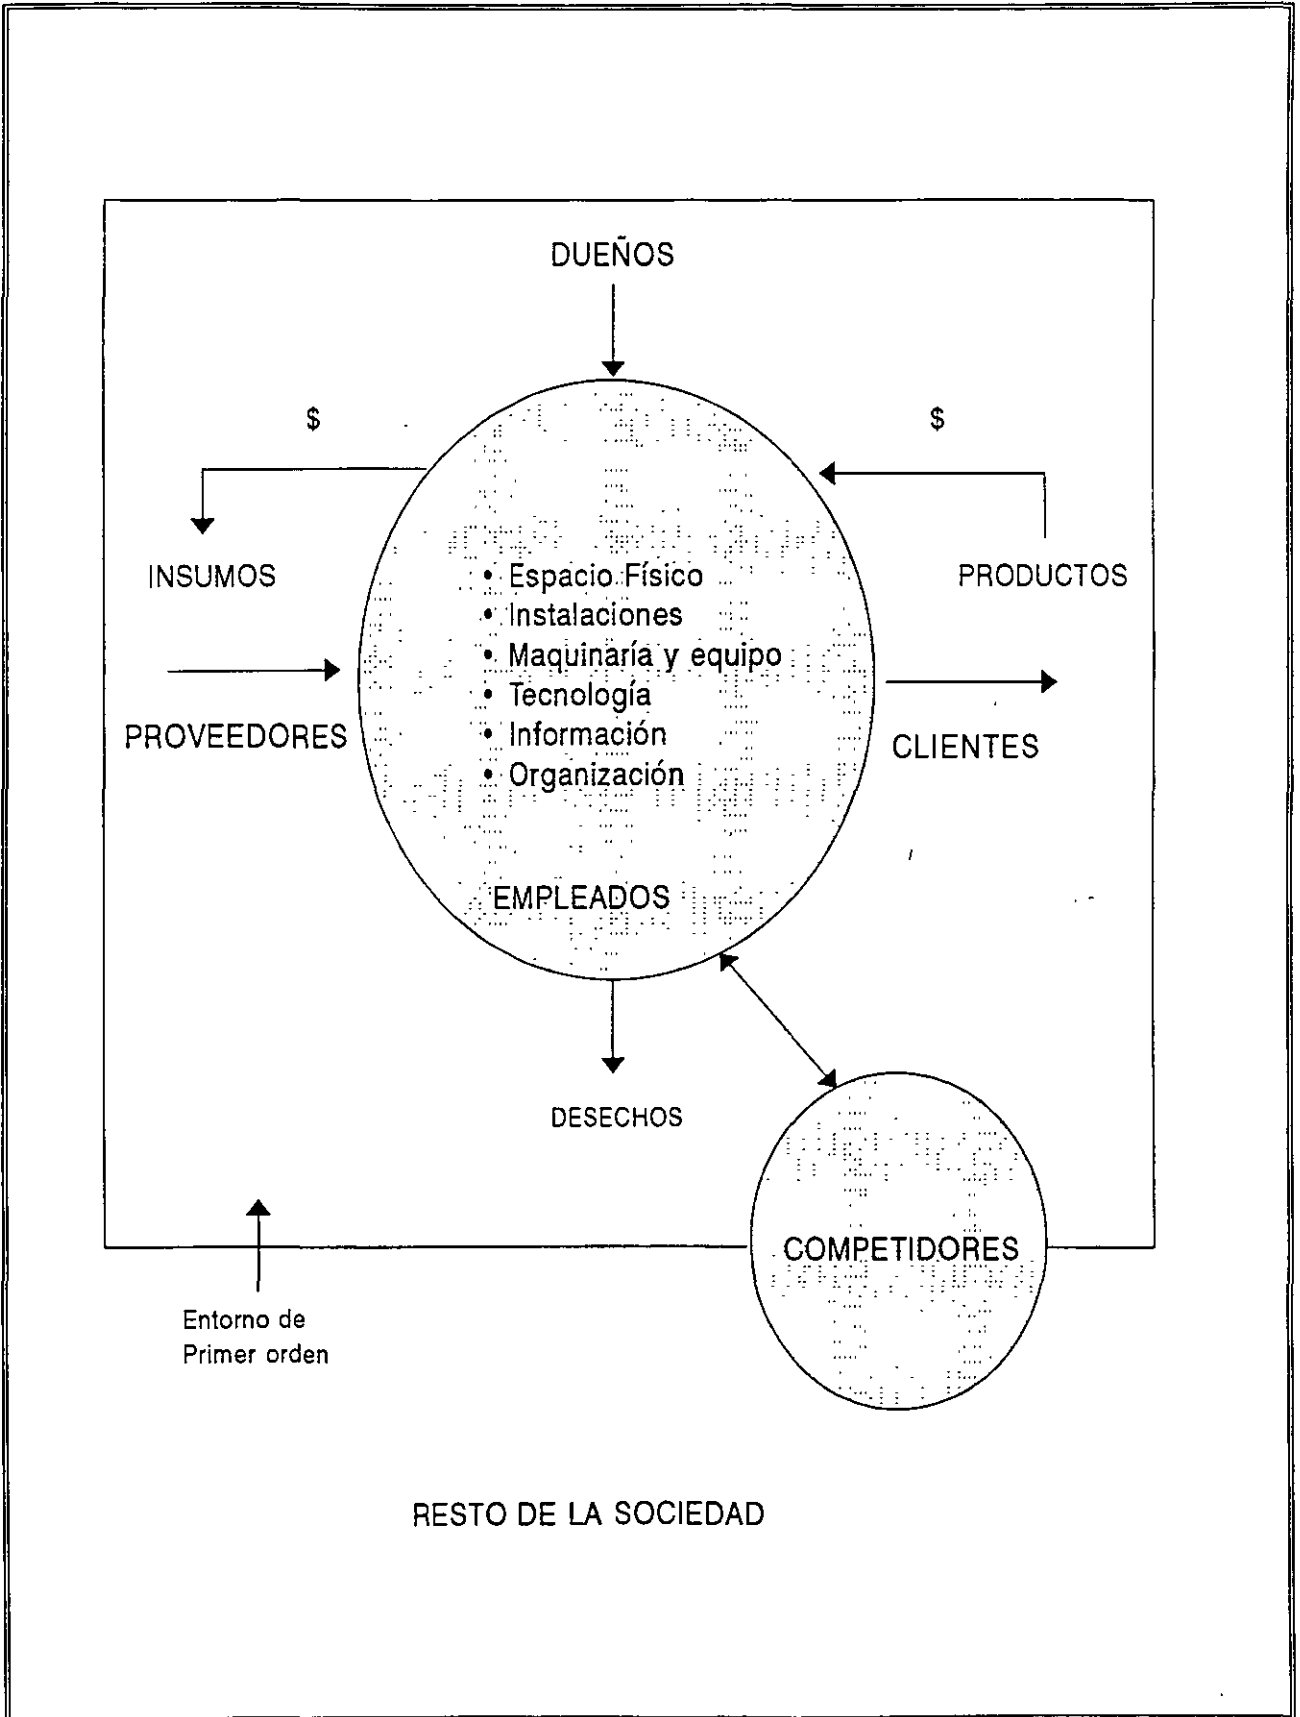 DUEÑOS
$
$
INSUMOS
PRODUCTOS
• Espacio Físico
• Instalaciones
• Maquinaría y equipo
• Tecnología
• Información
• Organización
PROVEEDORES
CLIENTES
EMPLEADOS
DESECHOS
COMPETIDORES
Entorno de
Primer orden
RESTO DE LA SOCIEDAD